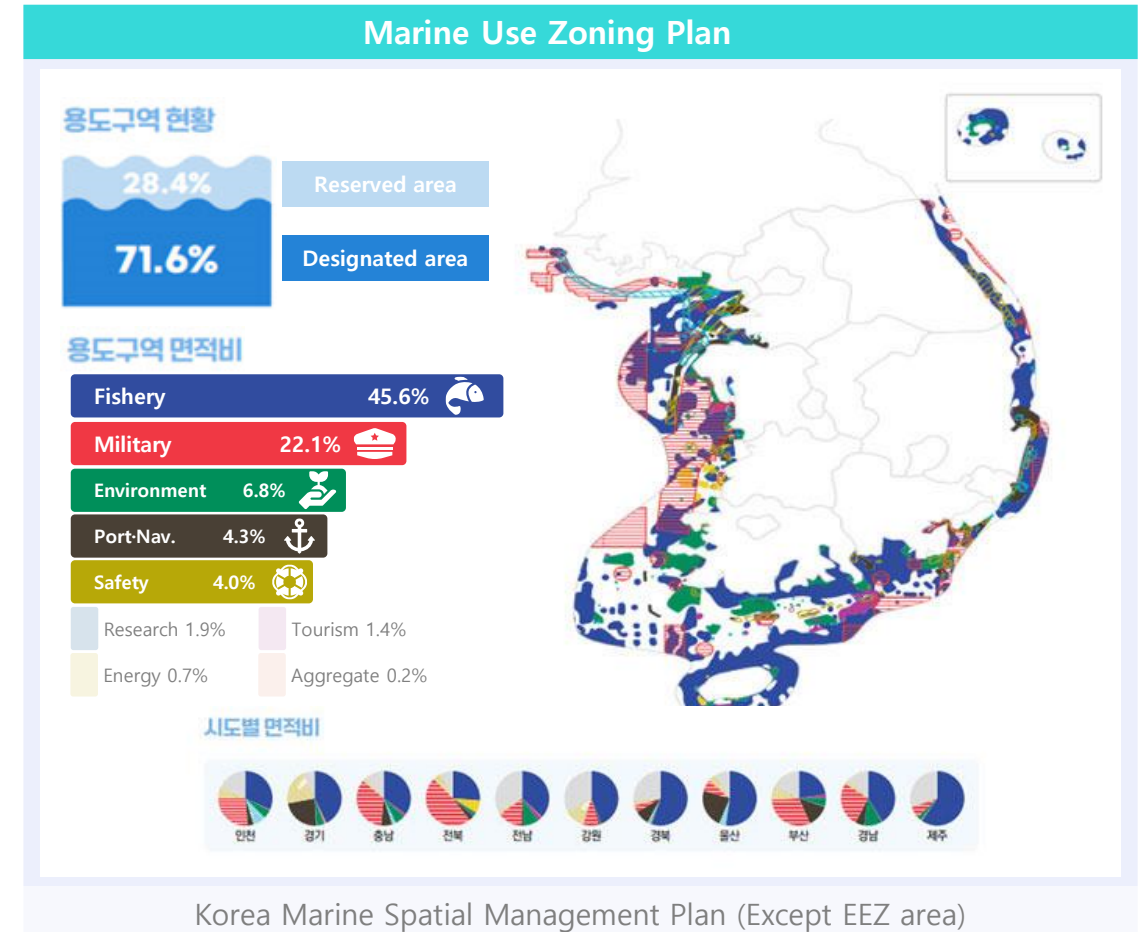 Marine Use Zoning Plan
용도구역 현황
28.4%
Reserved area
71.6%
Designated area
용도구역 면적비
Fishery 45.6%
Military 22.1%
Environment 6.8%
Port·Nav. 4.3%
Safety 4.0%
Research 1.9% Tourism 1.4%
Energy 0.7% Aggregate 0.2%
시도별 면적비
인천 경기 충남 전북 전남 강원 경북 울산 부산 경남 제주
Korea Marine Spatial Management Plan (Except EEZ area)